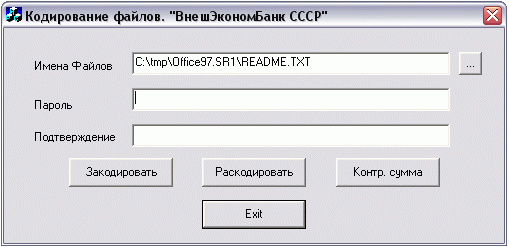 Кодирование файлов. "ВнешЭкономБанк СССР"
Имена Файлов C:\tmp\Office97.SR1\README.TXT ...
Пароль
Подтверждение
Закодировать Раскодировать Контр. сумма
Exit